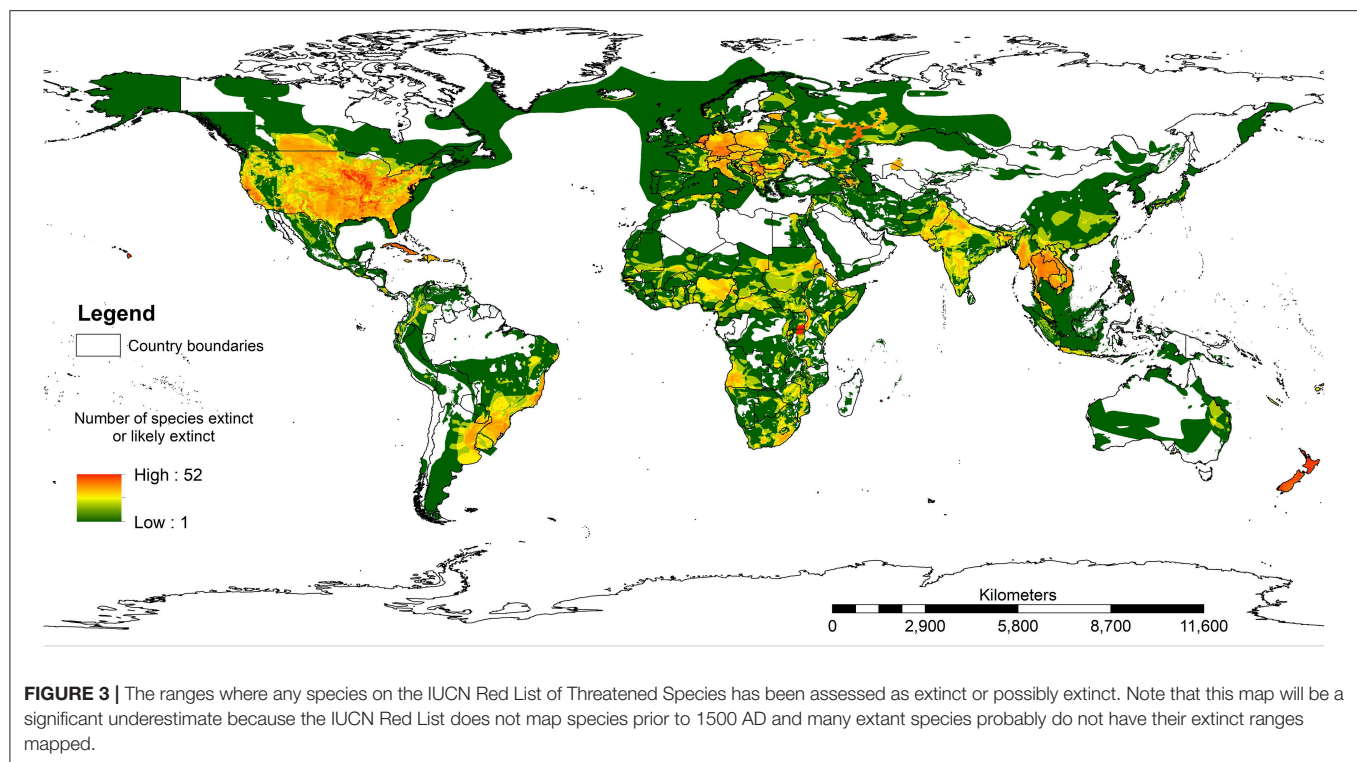 Legend
Country boundaries
Number of species extinct
or likely extinct
High : 52
Low : 1
Kilometers
0 2,900 5,800 8,700 11,600
FIGURE 3 | The ranges where any species on the IUCN Red List of Threatened Species has been assessed as extinct or possibly extinct. Note that this map will be a
significant underestimate because the IUCN Red List does not map species prior to 1500 AD and many extant species probably do not have their extinct ranges
mapped.